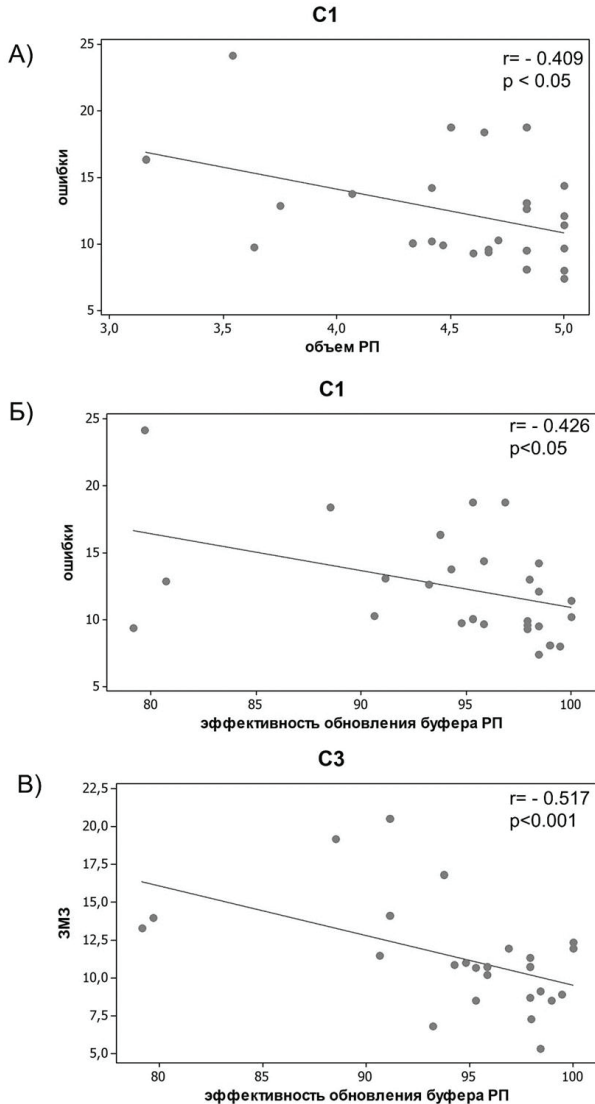 C1
А)
r= - 0.409
p < 0.05
25
20
15
10
5
ошибки
3,0 3,5 4,0 4,5 5,0
объем РП
C1
Б)
r= - 0.426
p<0.05
25
20
15
10
5
ошибки
80 85 90 95 100
эффективность обновления буфера РП
C3
В)
r= - 0.517
p<0.001
22,5
20,0
17,5
15,0
12,5
10,0
7,5
5,0
ЗМЗ
80 85 90 95 100
эффективность обновления буфера РП